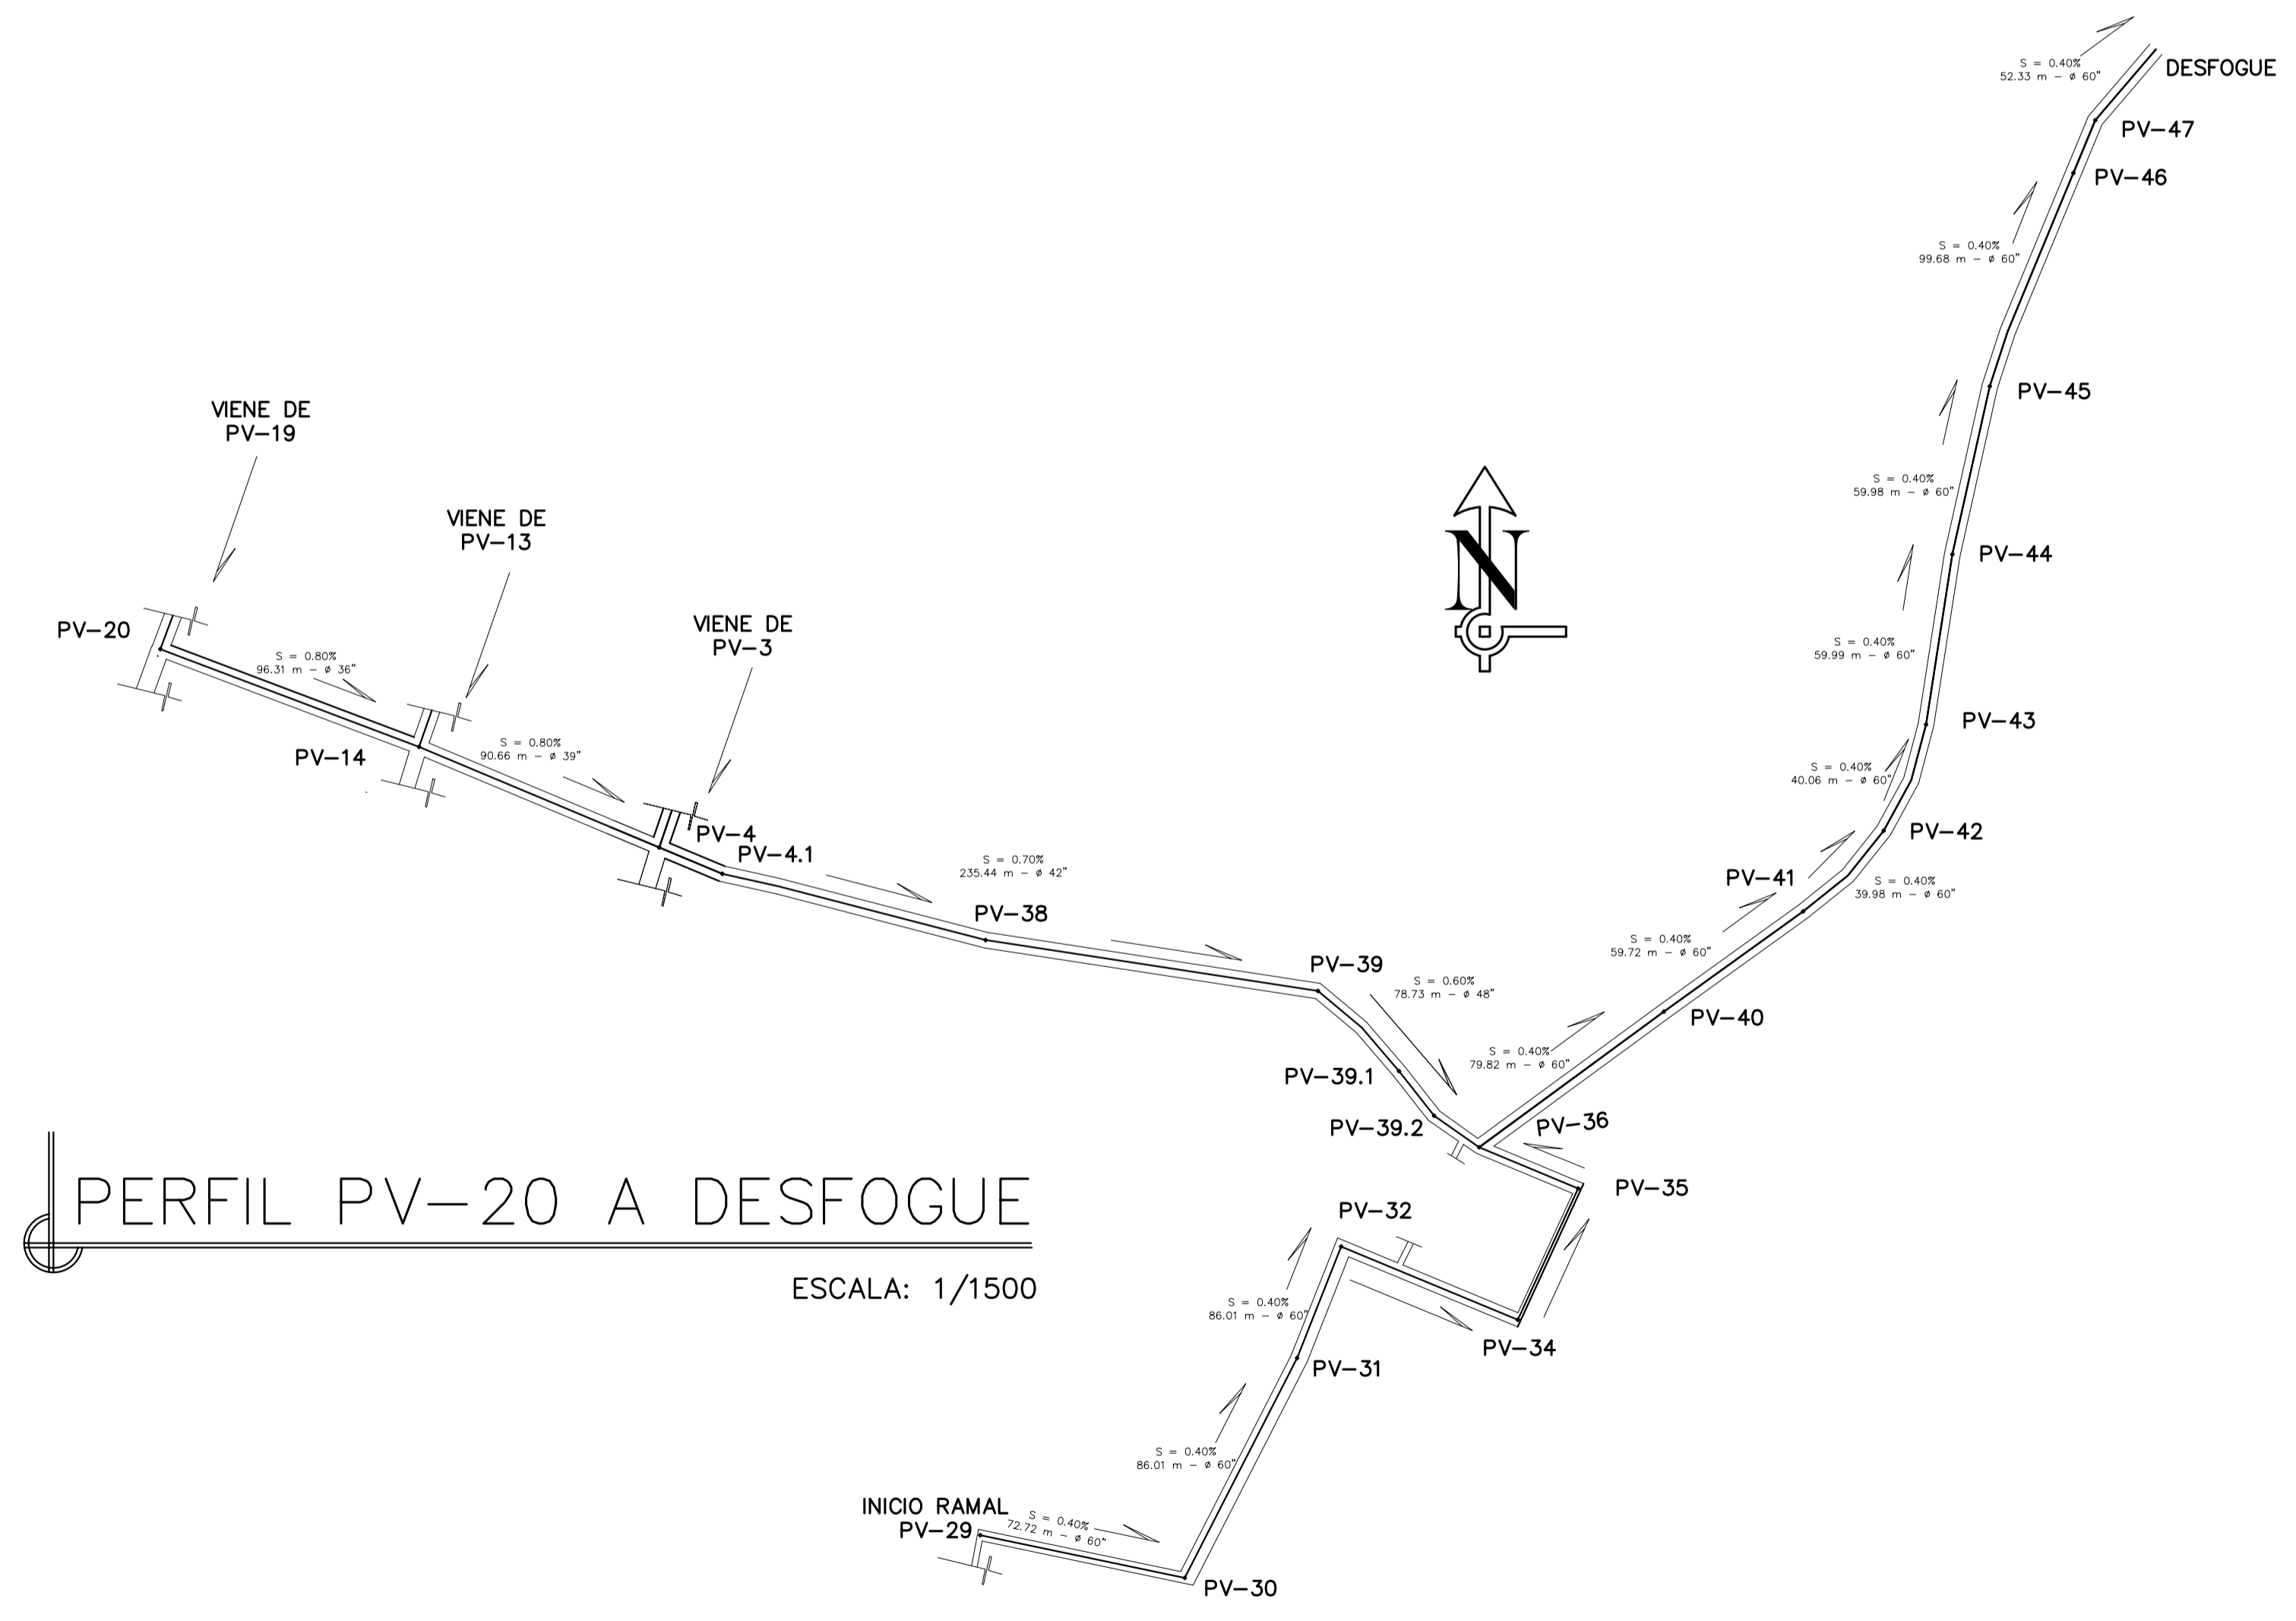 S = 0.40%
52.33 m – ø 60"
DESFOGUE
PV–47
PV–46
S = 0.40%
99.68 m – ø 60"
PV–45
VIENE DE
PV–19
S = 0.40%
59.98 m – ø 60"
VIENE DE
PV–13
PV–44
N
VIENE DE
PV–3
PV–20
S = 0.80%
96.31 m – ø 36"
S = 0.40%
59.99 m – ø 60"
PV–43
PV–14
S = 0.80%
90.66 m – ø 39"
S = 0.40%
40.06 m – ø 60"
PV–4
PV–4.1
PV–42
S = 0.70%
235.44 m – ø 42"
PV–41
S = 0.40%
39.98 m – ø 60"
PV–38
S = 0.40%
59.72 m – ø 60"
PV–39
S = 0.60%
78.73 m – ø 48"
PV–40
S = 0.40%
79.82 m – ø 60"
PV–39.1
PV–39.2
PV–36
PV–35
PERFIL PV–20 A DESFOGUE
ESCALA: 1/1500
PV–32
S = 0.40%
86.01 m – ø 60"
PV–34
PV–31
S = 0.40%
86.01 m – ø 60"
INICIO RAMAL
PV–29
S = 0.40%
72.72 m – ø 60"
PV–30